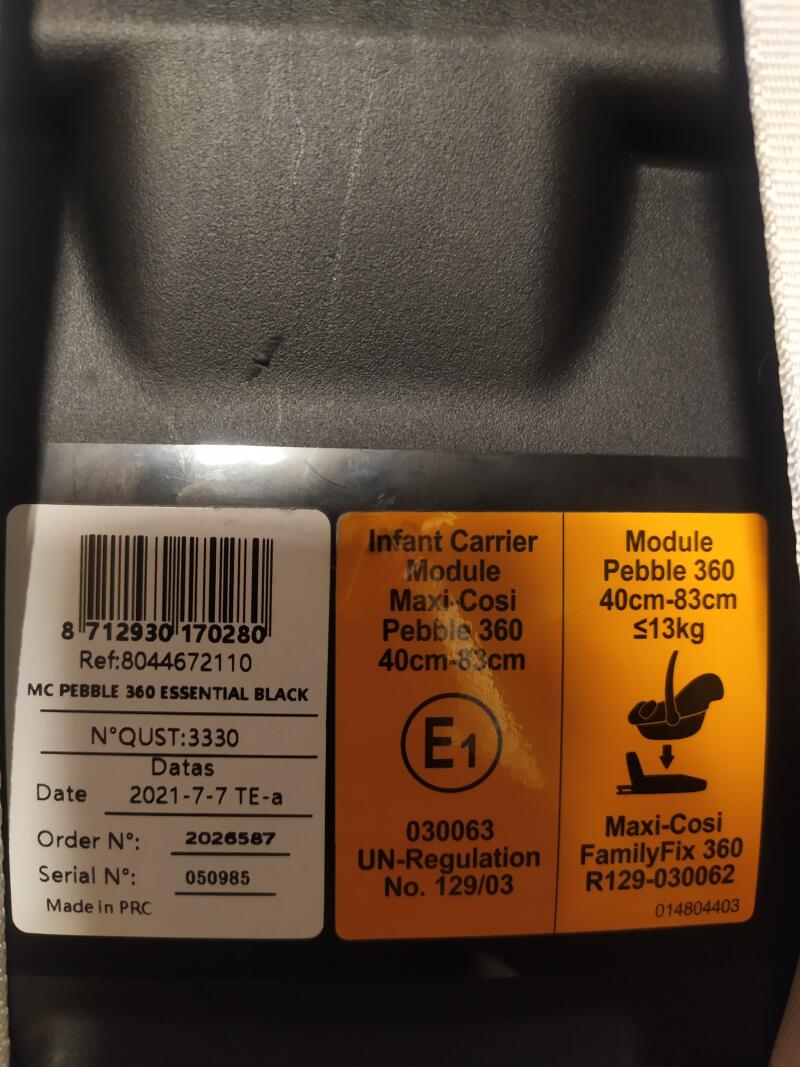 8 712930 170280
Ref:8044672110
MC PEBBLE 360 ESSENTIAL BLACK
N°QUST:3330
Datas
Date 2021-7-7 TE-a
Order N°: 2026587
Serial N°: 050985
Made in PRC
Infant Carrier
Module
Maxi-Cosi
Pebble 360
40cm-83cm
E1
030063
UN-Regulation
No. 129/03
Module
Pebble 360
40cm-83cm
≤13kg
Maxi-Cosi
FamilyFix 360
R129-030062
014804403